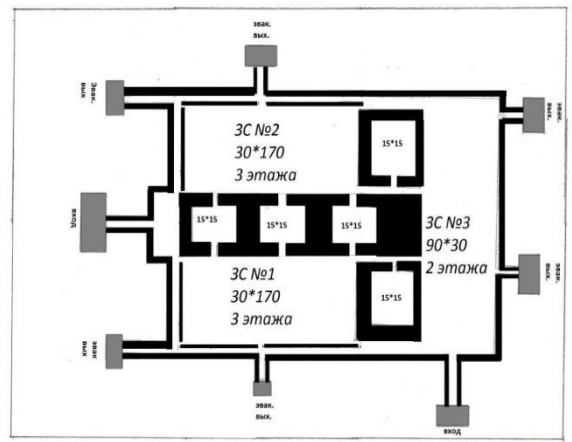 эвак.
вых.
Эвак.
вых
эвак.
вых.
ЗС №2
30*170
3 этажа
15*15
15*15
15*15
15*15
вход
ЗС №3
90*30
2 этажа
эвак.
вых.
ЗС №1
30*170
3 этажа
15*15
эвак
вых
эвак.
вых.
вход